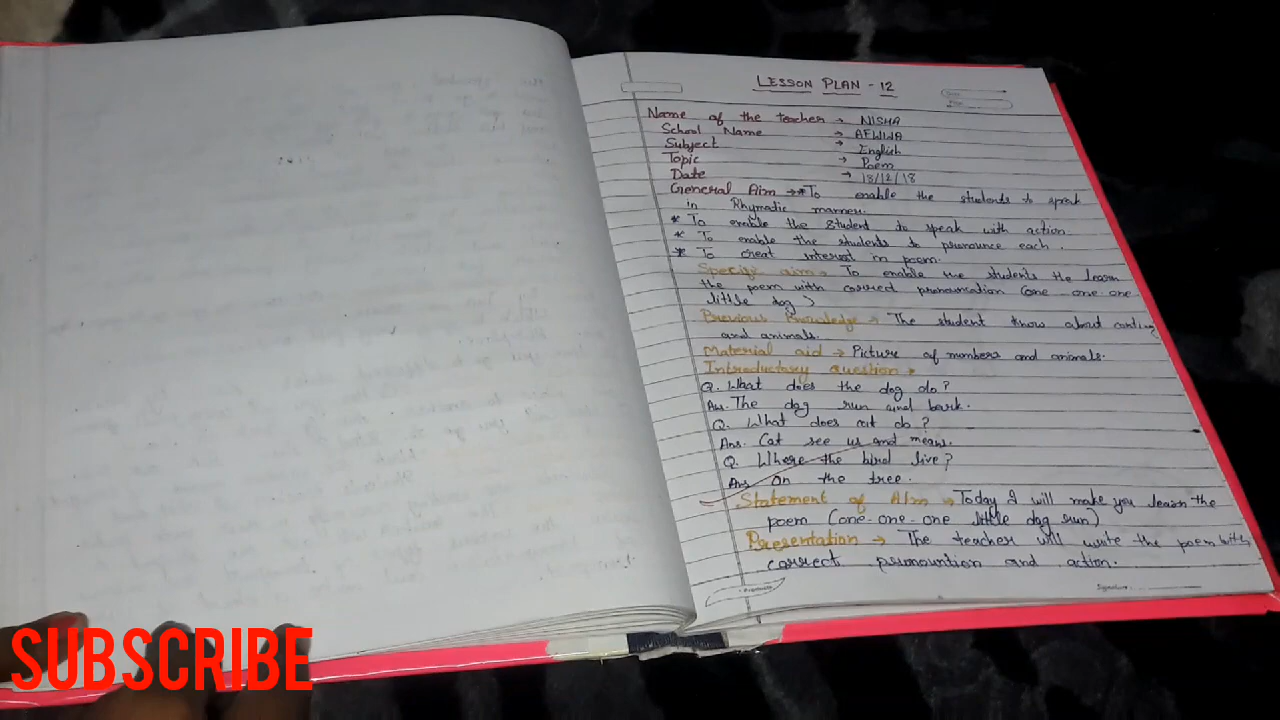 LESSON PLAN - 12
Name of the teacher → NISHA
School Name → AFWWA
Subject → English
Topic → Poem
Date → 18/12/18
General Aim → * To enable the students to speak
in Rhymatic manner.
* To enable the student to speak with action
* To enable the students to pronounce each.
* To creat interest in poem.
Specific aim → To enable the students the learn
the poem with correct pronounciation (one one one
little dog)
Previous Knowledge → The student know about
and animals.
Material aid → Picture of numbers and animals.
Introductory question →
Q. What does the dog do?
Ans. The dog run and bark.
Q. What does cat do?
Ans. Cat see us and meow.
Q. Where the bird live?
Ans On the tree.
Statement of Aim → Today I will make you learn the
poem (one-one-one little dog run)
Presentation → The teacher will write the poem with
correct and action.
Signature
SUBSCRIBE